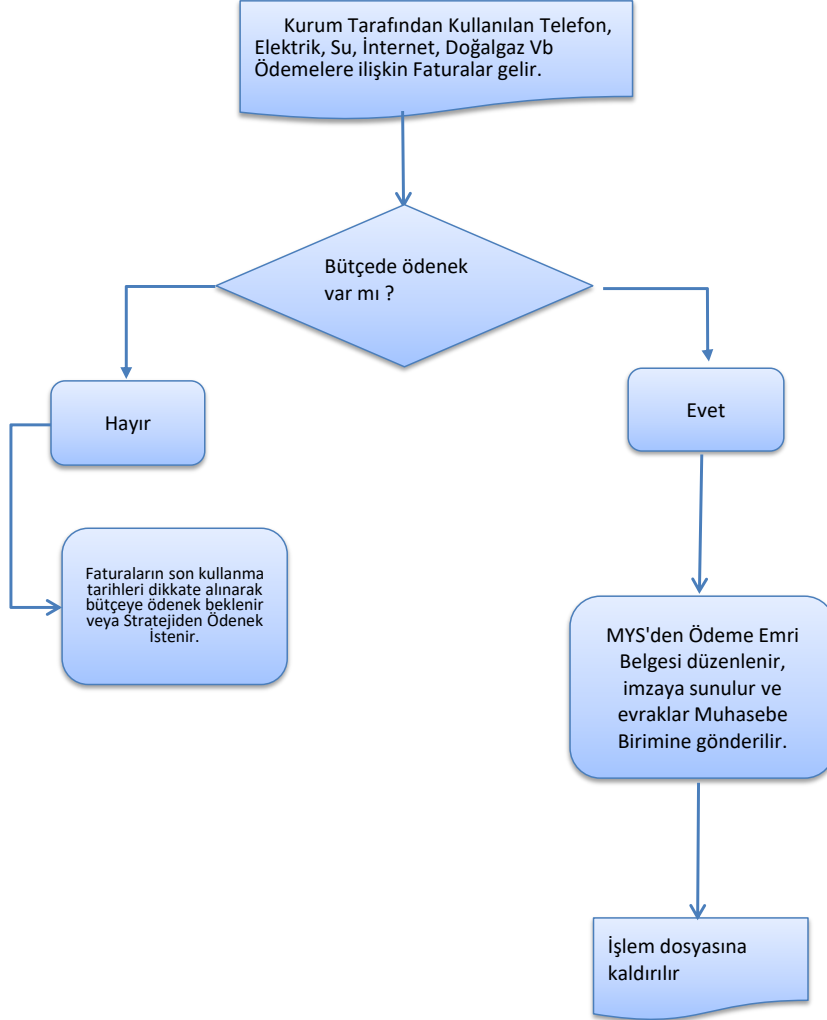 Kurum Tarafından Kullanılan Telefon,
Elektrik, Su, İnternet, Doğalgaz Vb
Ödemelere ilişkin Faturalar gelir.
Bütçede ödenek
var mı ?
Hayır
Evet
Faturaların son kullanma
tarihleri dikkate alınarak
bütçeye ödenek beklenir
veya Stratejiden Ödenek
İstenir.
MYS'den Ödeme Emri
Belgesi düzenlenir,
imzaya sunulur ve
evraklar Muhasebe
Birimine gönderilir.
İşlem dosyasına
kaldırılır